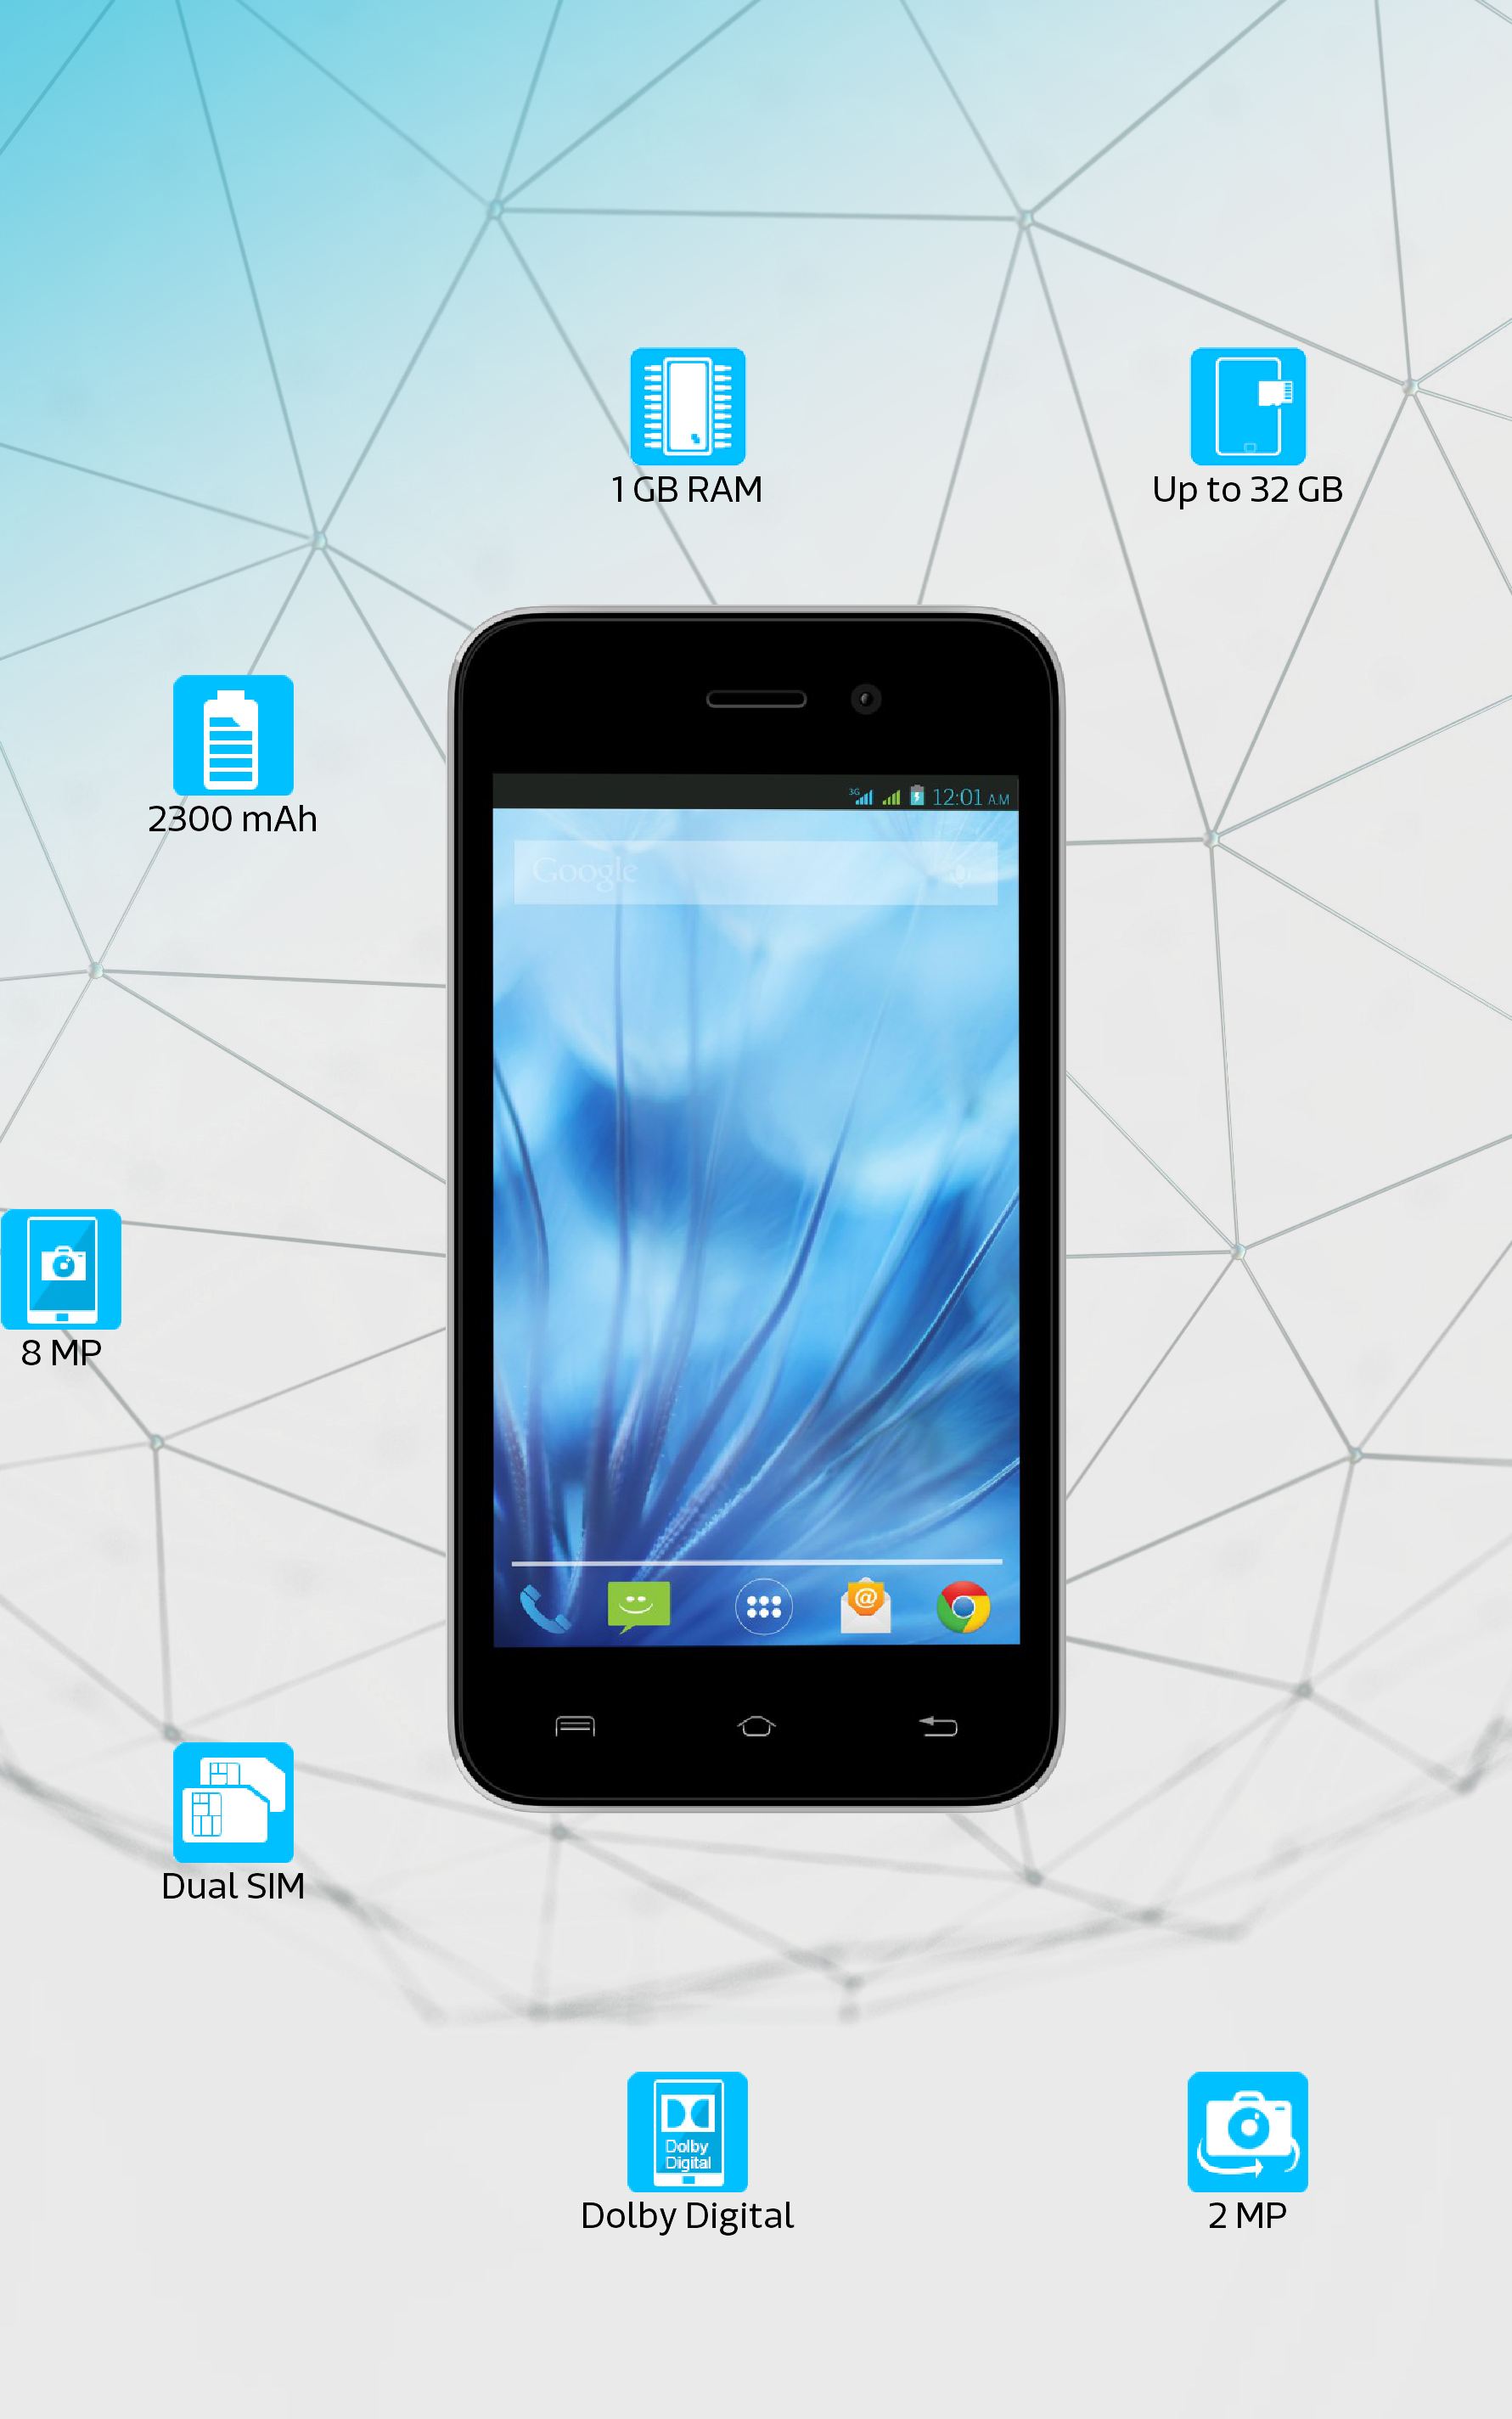 1 GB RAM
Up to 32 GB
2300 mAh
3G 12:01 A.M
Google
8 MP
@
Dual SIM
Dolby
Digital
Dolby Digital
2 MP